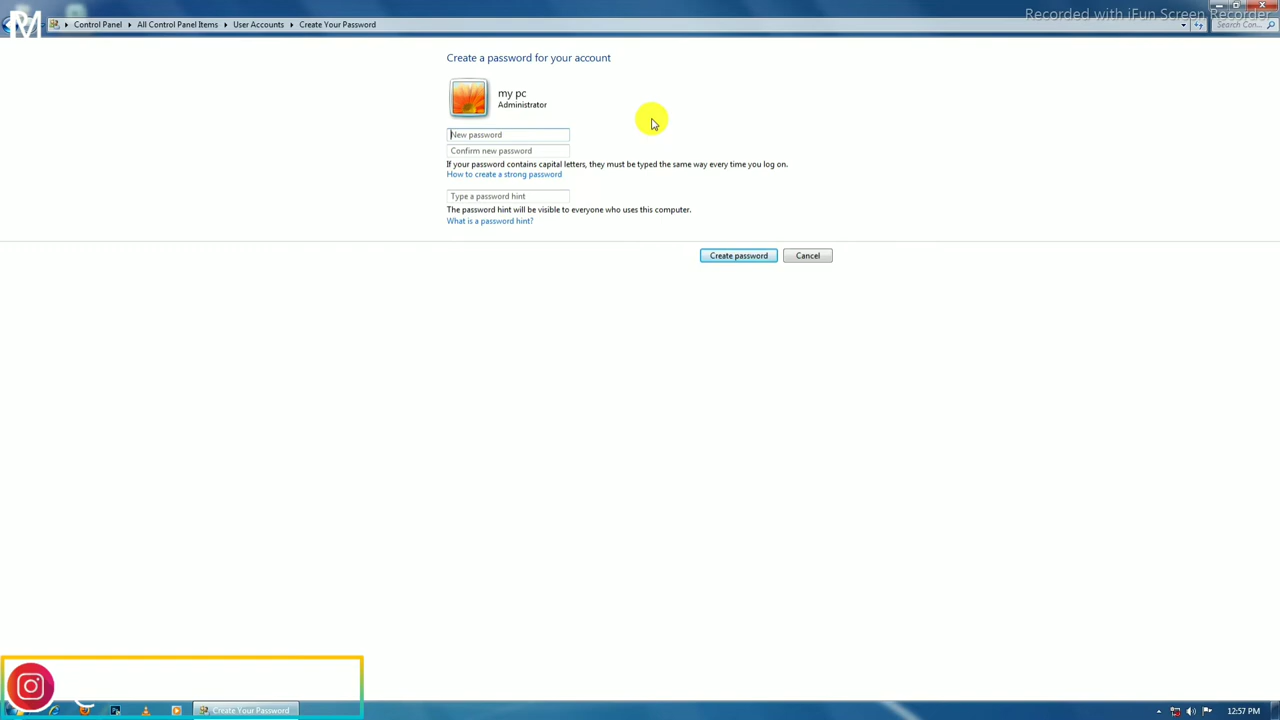 Recorded with iFun Screen Recorder
M
Control Panel All Control Panel Items User Accounts Create Your Password
Search Con...
Create a password for your account
my pc
Administrator
New password
Confirm new password
If your password contains capital letters, they must be typed the same way every time you log on.
How to create a strong password
Type a password hint
The password hint will be visible to everyone who uses this computer.
What is a password hint?
Create password Cancel
Ps Create Your Password 12:57 PM